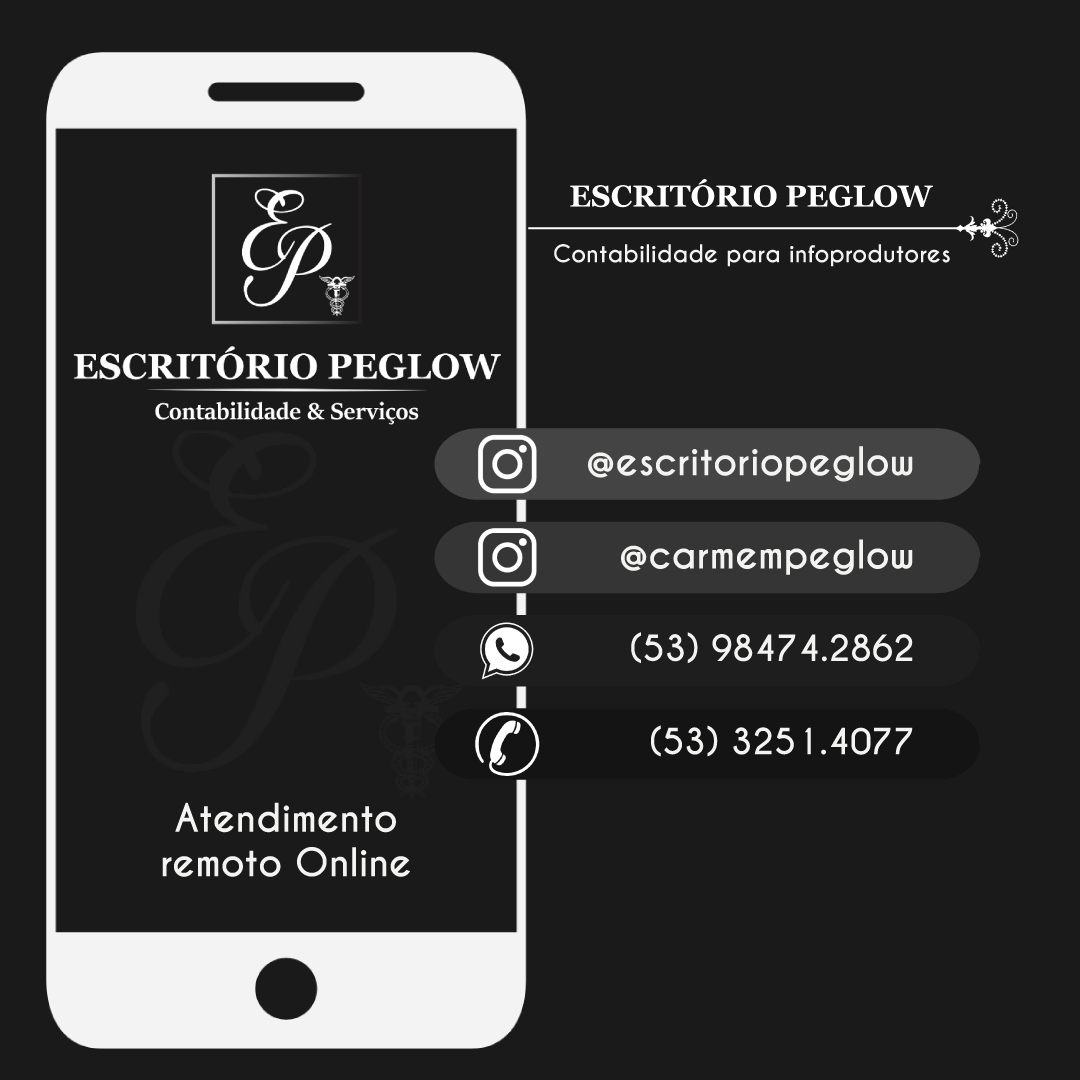 EP
ESCRITÓRIO PEGLOW
Contabilidade & Serviços
ESCRITÓRIO PEGLOW
Contabilidade para infoprodutores
@escritoriopeglow
@carmempeglow
(53) 98474.2862
(53) 3251.4077
EP
Atendimento
remoto Online